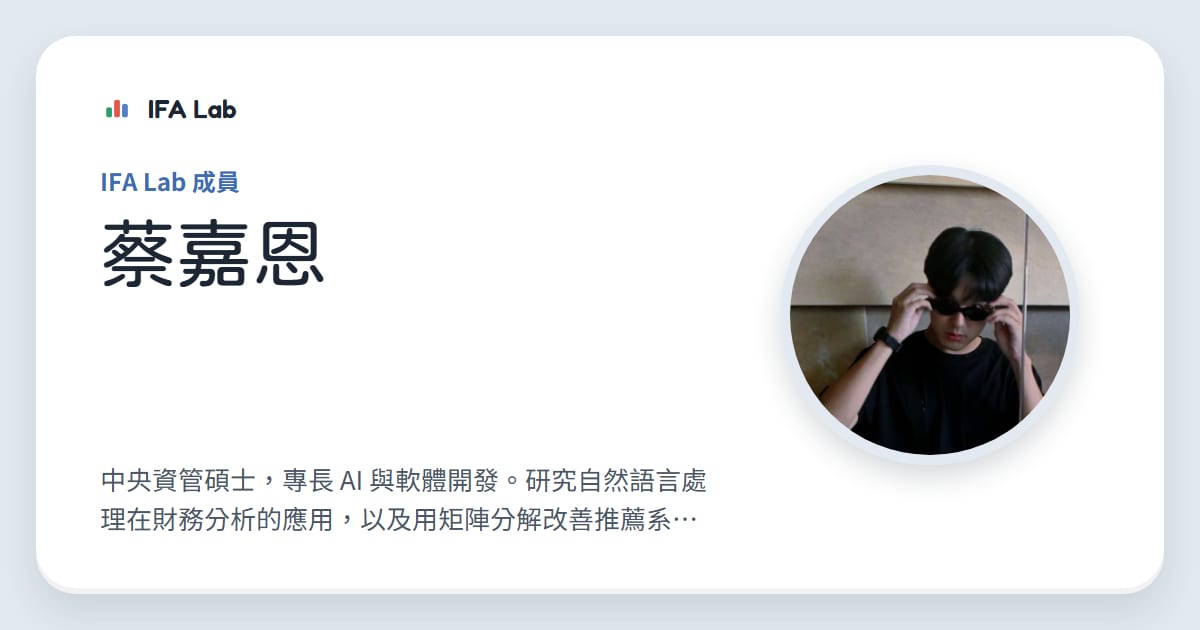 IFA Lab
IFA Lab 成員
蔡嘉恩
中央資管碩士，專長 AI 與軟體開發。研究自然語言處
理在財務分析的應用，以及用矩陣分解改善推薦系…